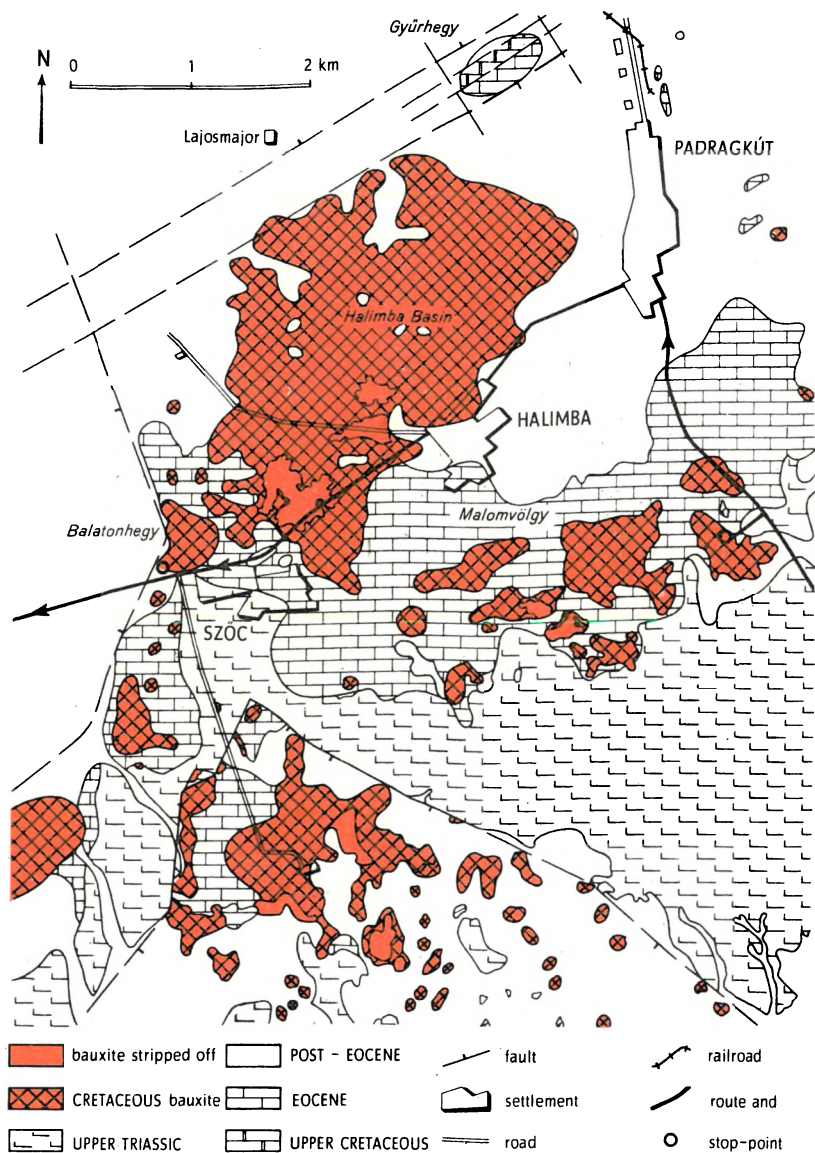 Gyűrhegy
N
0 1 2 km
Lajosmajor
PADRAGKÚT
Halimba Basin
HALIMBA
Balatonhegy
Malomvölgy
SZŐC
bauxite stripped off
POST - EOCENE
fault
railroad
CRETACEOUS bauxite
EOCENE
settlement
route and
UPPER TRIASSIC
UPPER CRETACEOUS
road
stop-point